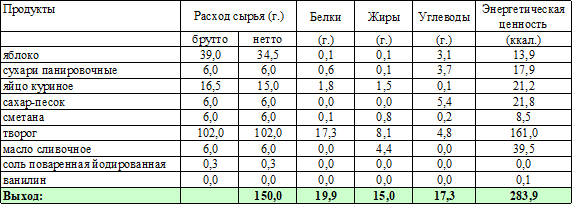 Продукты Расход сырья (г.) Белки Жиры Углеводы Энергетическая ценность
брутто нетто (г.) (г.) (г.) (ккал.)
яблоко 39,0 34,5 0,1 0,1 3,1 13,9
сухари панировочные 6,0 6,0 0,6 0,1 3,7 17,9
яйцо куриное 16,5 15,0 1,8 1,5 0,1 21,2
сахар-песок 6,0 6,0 0,0 0,0 5,4 21,8
сметана 6,0 6,0 0,1 0,8 0,2 8,5
творог 102,0 102,0 17,3 8,1 4,8 161,0
масло сливочное 6,0 6,0 0,0 4,4 0,0 39,5
соль поваренная йодированная 0,3 0,3 0,0 0,0 0,0 0,0
ванилин 0,0 0,0 0,0 0,0 0,0 0,1
Выход: 150,0 19,9 15,0 17,3 283,9